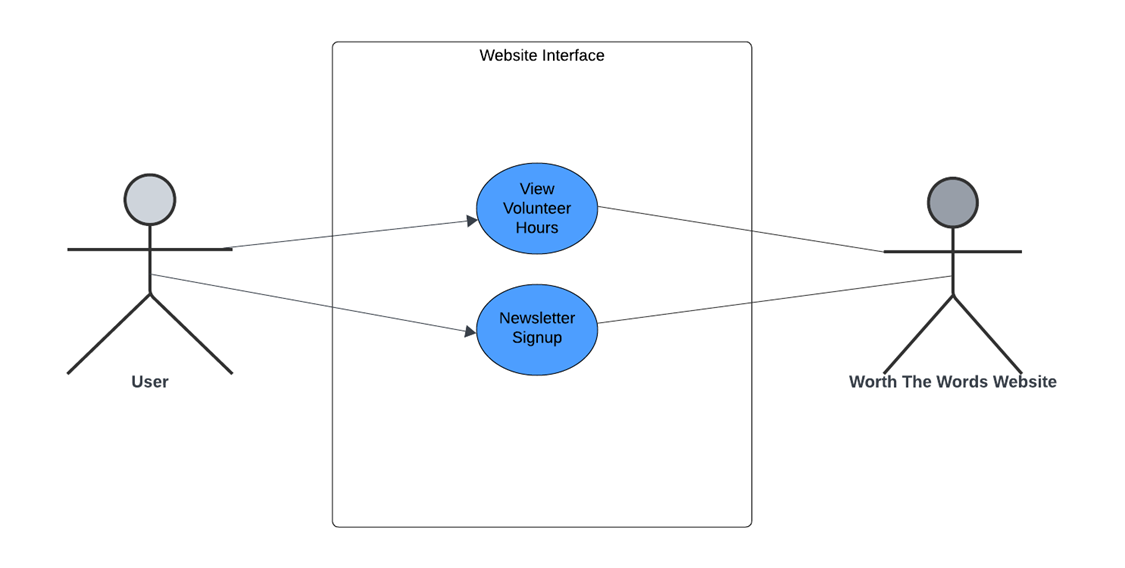 Website Interface
View
Volunteer
Hours
Newsletter
Signup
User
Worth The Words Website